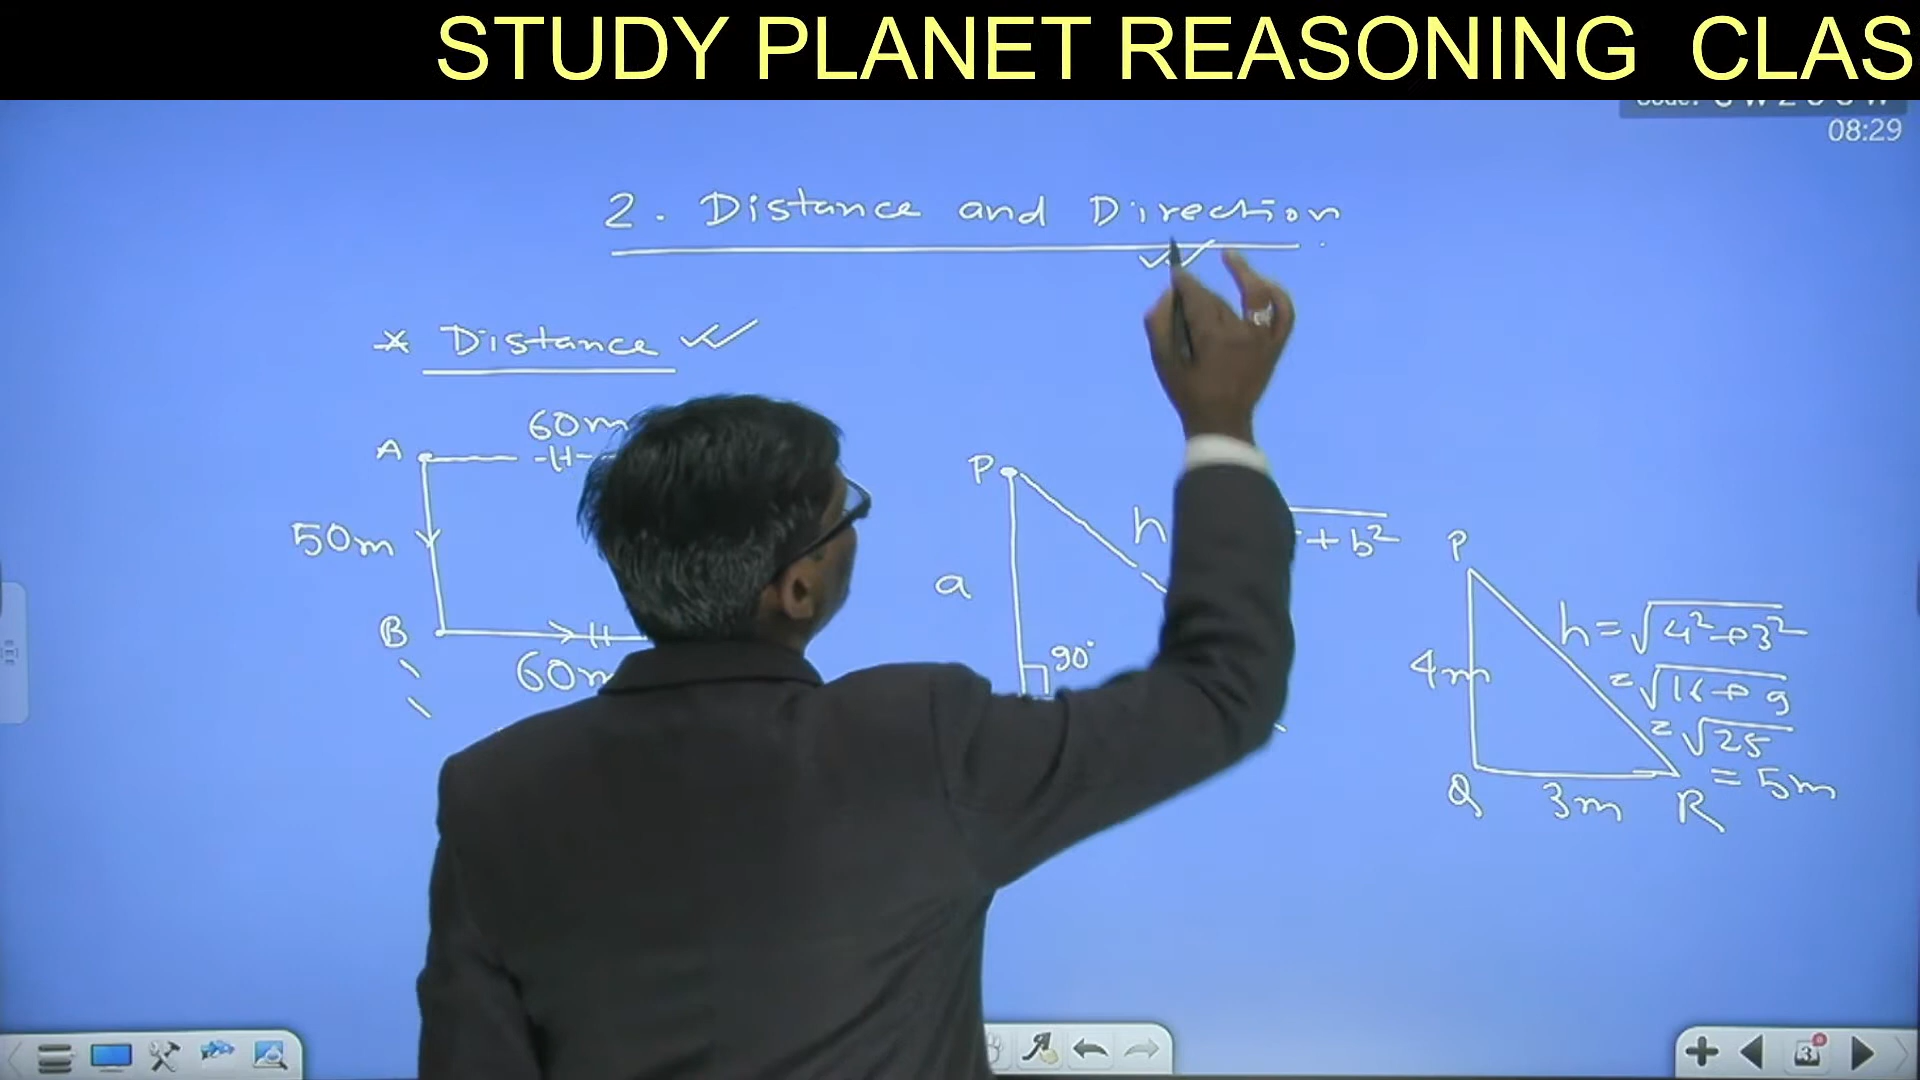 STUDY PLANET REASONING CLAS
08:29
2. Distance and Direction
* Distance
60m
A
50m
B
60m
P
h
a
90°
+ b²
P
4m
h = √4²+3²
= √16+9
= √25
= 5m
Q
3m
R